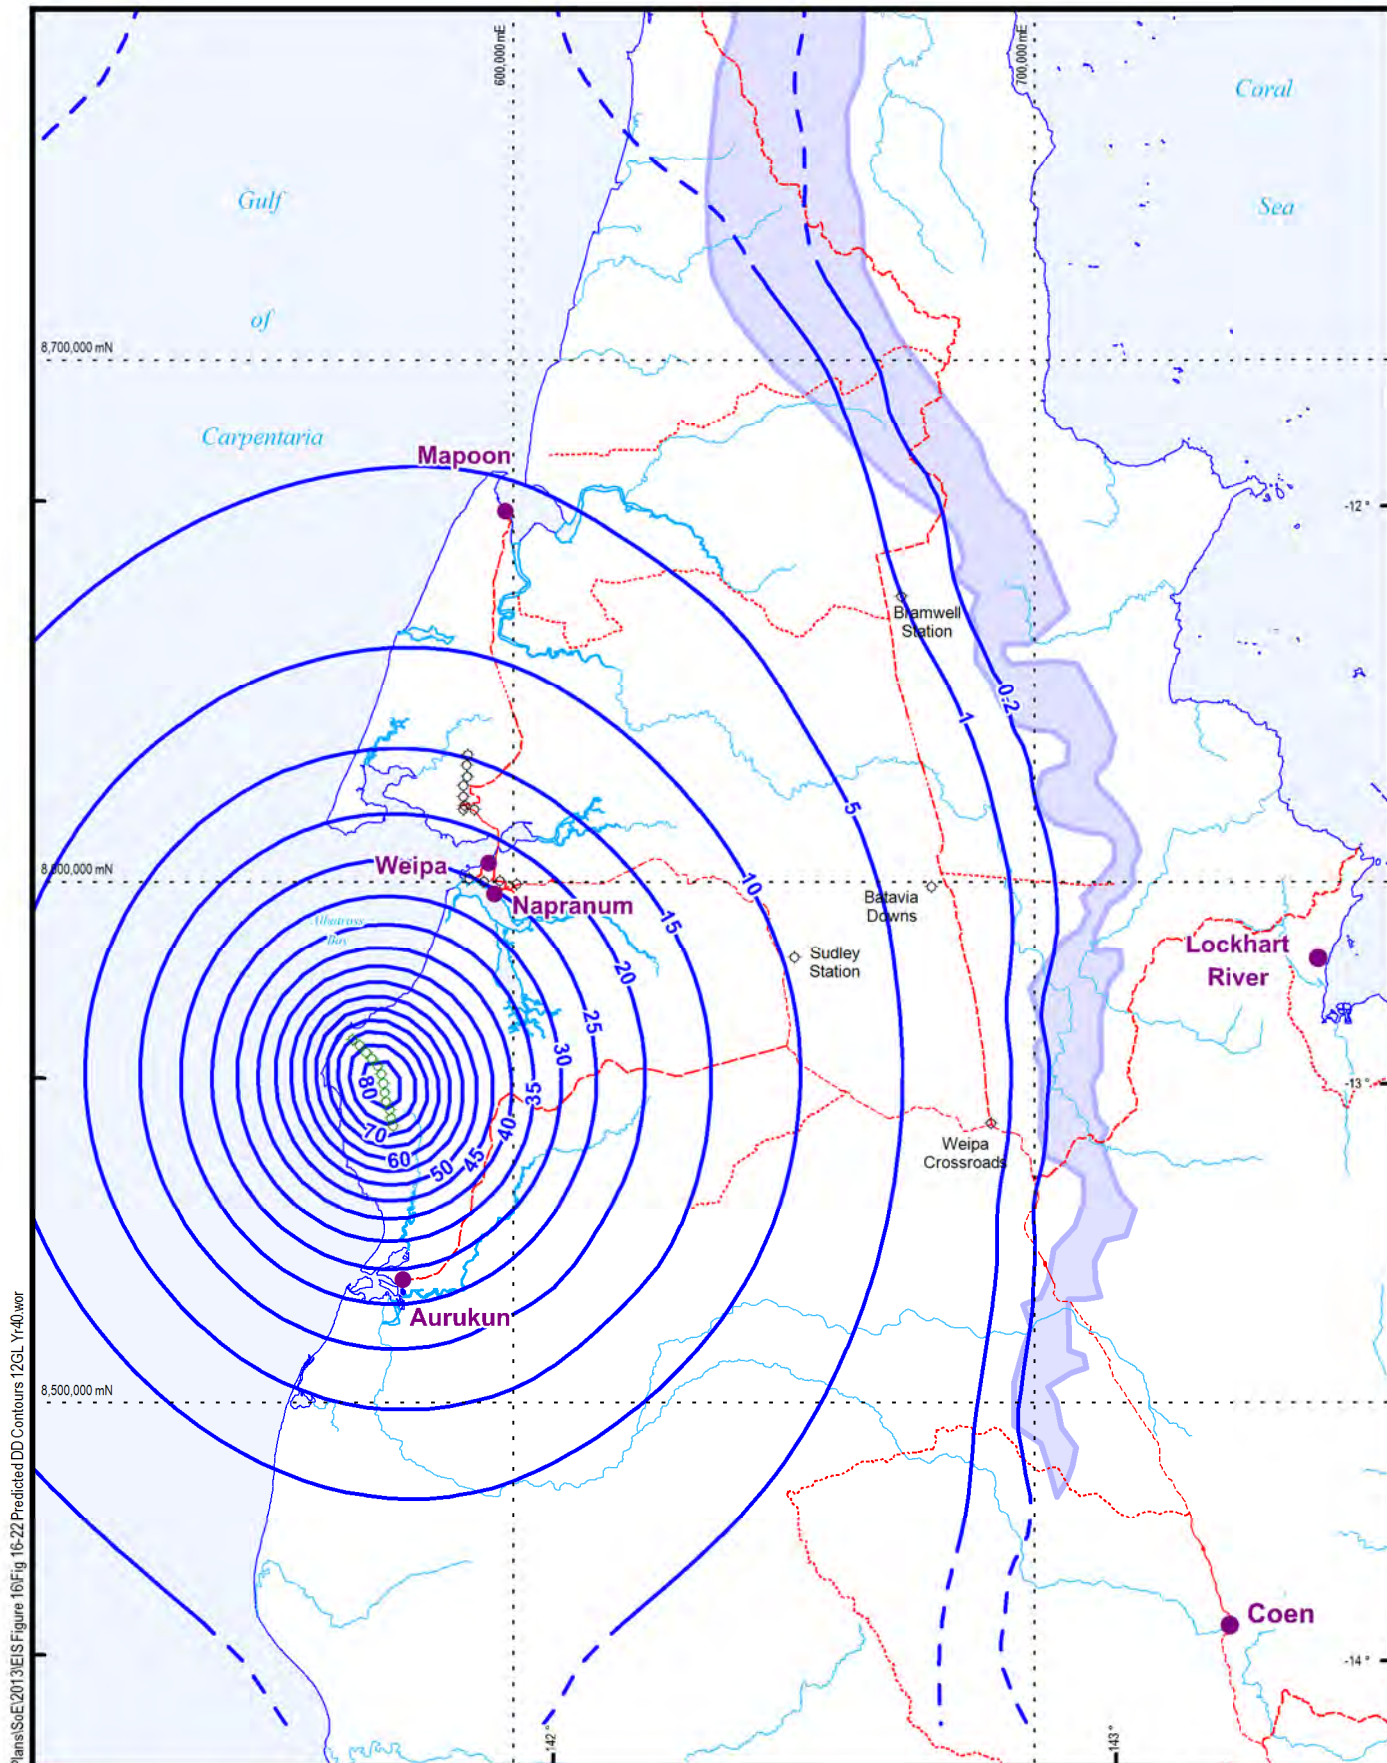 600,000 mE
700,000 mE
Coral
Sea
Gulf
of
Carpentaria
8,700,000 mN
Mapoon
-12°
Bramwell
Station
0.2
1
5
8,600,000 mN
Weipa
10
Napranum
Batavia
Downs
Albatross
Bay
15
Sudley
Station
Lockhart
River
20
25
30
35
80
-13°
70
40
60
45
50
Weipa
Crossroads
Aurukun
8,500,000 mN
Coen
-14°
142°
143°
Plans\SoE\2013\EIS Figure 16\Fig 16-22 Predicted DD Contours 12GL Yr40.wor